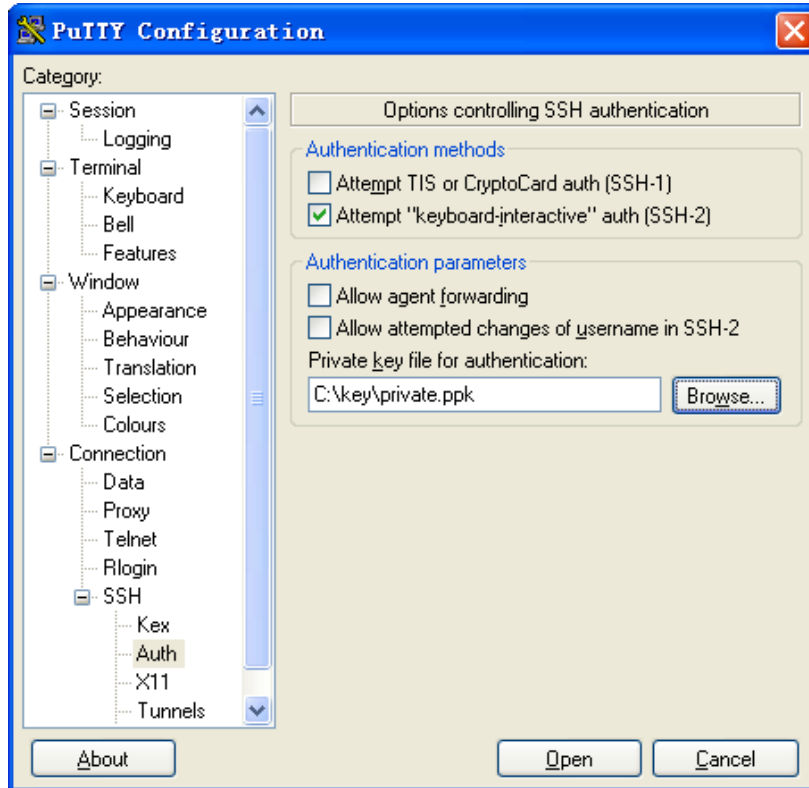 PuTTY Configuration
Category:
Session
Logging
Terminal
Keyboard
Bell
Features
Window
Appearance
Behaviour
Translation
Selection
Colours
Connection
Data
Proxy
Telnet
Rlogin
SSH
Kex
Auth
X11
Tunnels
Options controlling SSH authentication
Authentication methods
Attempt TIS or CryptoCard auth (SSH-1)
Attempt "keyboard-interactive" auth (SSH-2)
Authentication parameters
Allow agent forwarding
Allow attempted changes of username in SSH-2
Private key file for authentication:
C:\key\private.ppk
Browse...
About
Open
Cancel